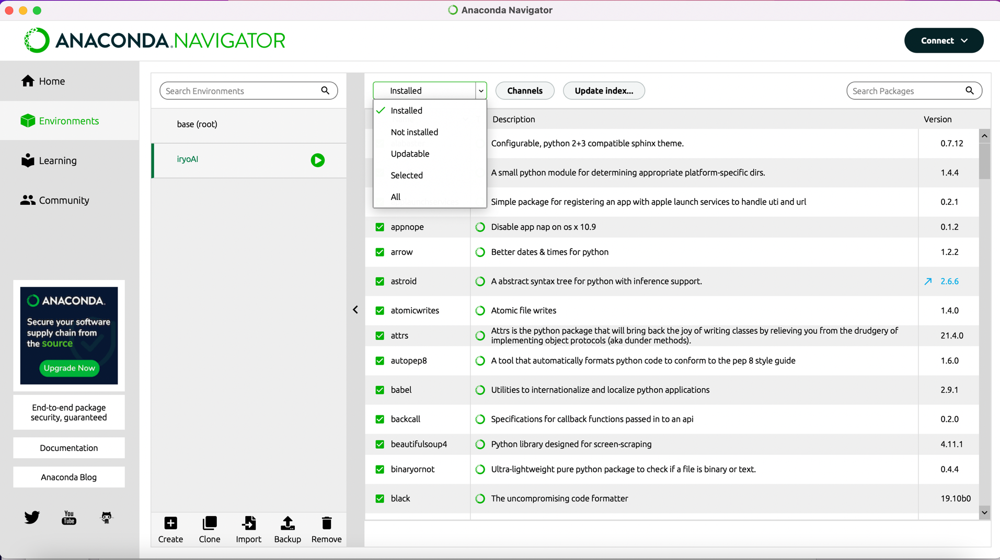 Anaconda Navigator
ANACONDA.NAVIGATOR
Connect
Home
Environments
Learning
Community
ANACONDA.
Secure your software
supply chain from
the source
Upgrade Now
End-to-end package
security, guaranteed
Documentation
Anaconda Blog
You
Tube
Search Environments
base (root)
iryoAI
Create
Clone
Import
Backup
Remove
Installed
Channels
Update index...
Search Packages
Installed
Not installed
Updatable
Selected
All
Description
Version
Configurable, python 2+3 compatible sphinx theme.
0.7.12
A small python module for determining appropriate platform-specific dirs.
1.4.4
Simple package for registering an app with apple launch services to handle uti and url
0.2.1
appnope
Disable app nap on os x 10.9
0.1.2
arrow
Better dates & times for python
1.2.2
astroid
A abstract syntax tree for python with inference support.
2.6.6
atomicwrites
Atomic file writes
1.4.0
attrs
Attrs is the python package that will bring back the joy of writing classes by relieving you from the drudgery of
implementing object protocols (aka dunder methods).
21.4.0
autopep8
A tool that automatically formats python code to conform to the pep 8 style guide
1.6.0
babel
Utilities to internationalize and localize python applications
2.9.1
backcall
Specifications for callback functions passed in to an api
0.2.0
beautifulsoup4
Python library designed for screen-scraping
4.11.1
binaryornot
Ultra-lightweight pure python package to check if a file is binary or text.
0.4.4
black
The uncompromising code formatter
19.10b0